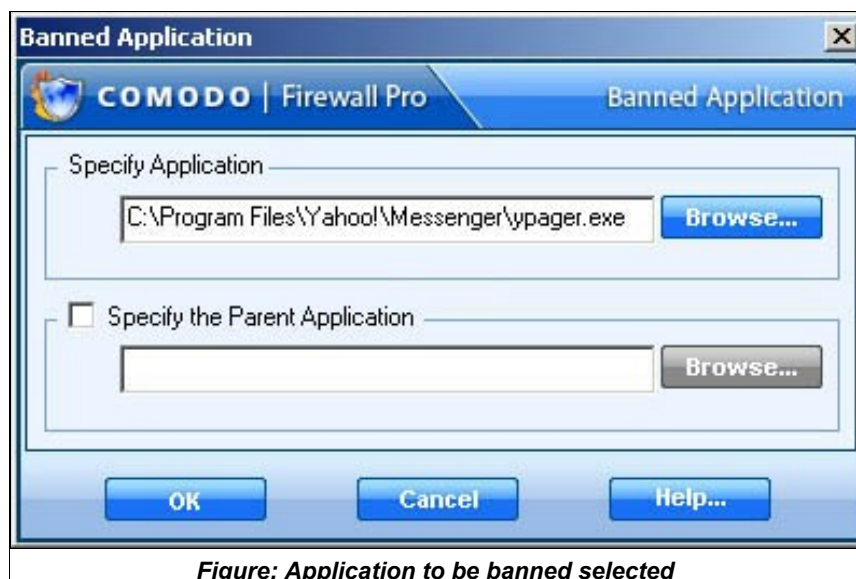 Banned Application
COMODO | Firewall Pro
Banned Application
Specify Application
C:\Program Files\Yahoo!\Messenger\ypager.exe
Browse...
Specify the Parent Application
Browse...
OK
Cancel
Help...
Figure: Application to be banned selected